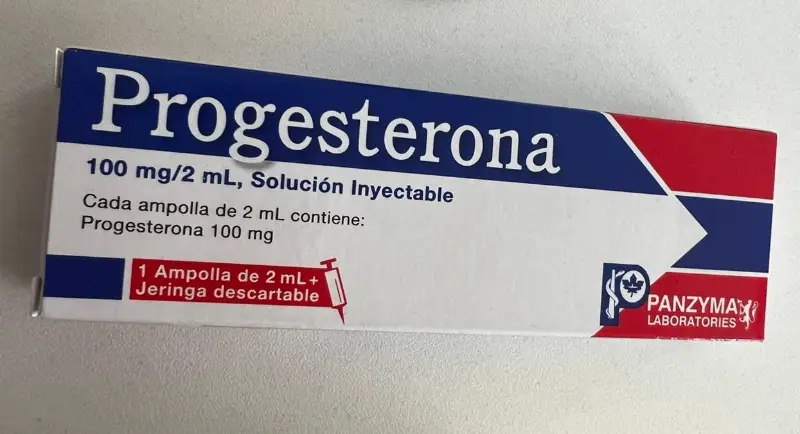 Progesterona
100 mg/2 mL, Solución Inyectable
Cada ampolla de 2 mL contiene:
Progesterona 100 mg
1 Ampolla de 2 mL+
Jeringa descartable
PANZYMA
LABORATORIES